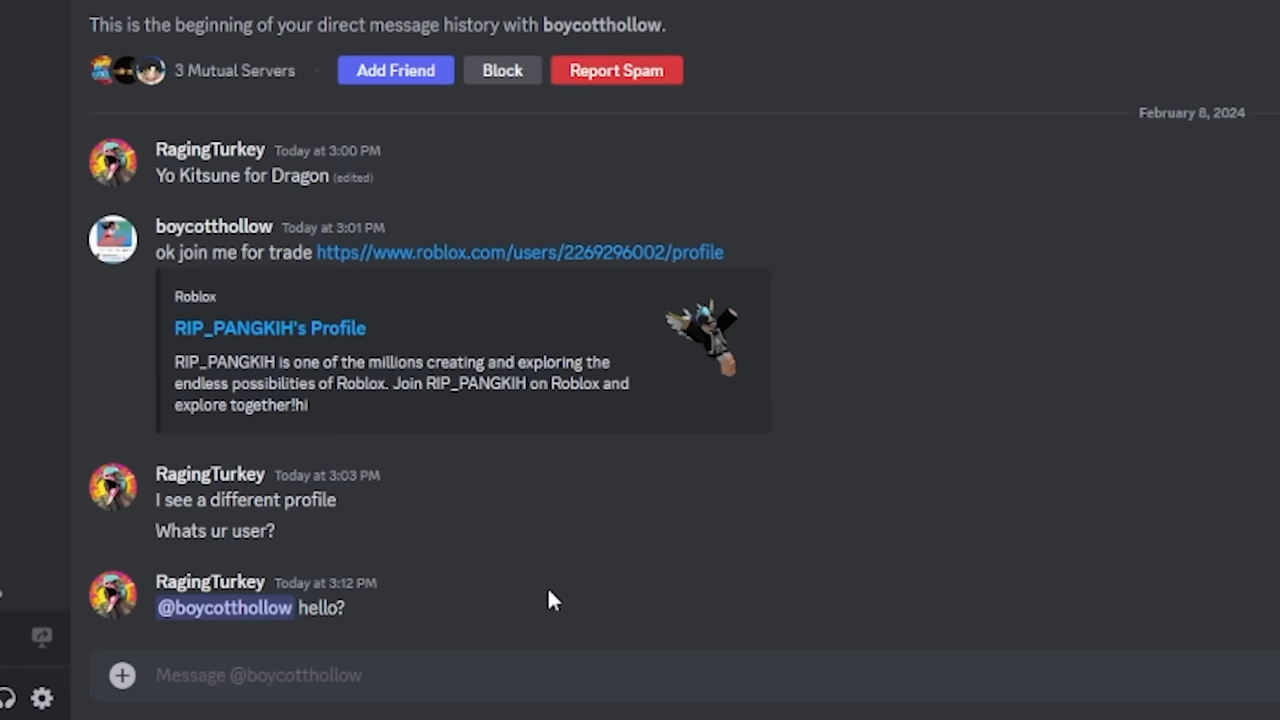 This is the beginning of your direct message history with boycotthollow.
3 Mutual Servers • Add Friend Block Report Spam
February 8, 2024
RagingTurkey Today at 3:00 PM
Yo Kitsune for Dragon (edited)
boycotthollow Today at 3:01 PM
ok join me for trade https//www.roblox.com/users/2269296002/profile
Roblox
RIP_PANGKIH's Profile
RIP_PANGKIH is one of the millions creating and exploring the
endless possibilities of Roblox. Join RIP_PANGKIH on Roblox and
explore together!hi
RagingTurkey Today at 3:03 PM
I see a different profile
Whats ur user?
RagingTurkey Today at 3:12 PM
@boycotthollow hello?
Message @boycotthollow